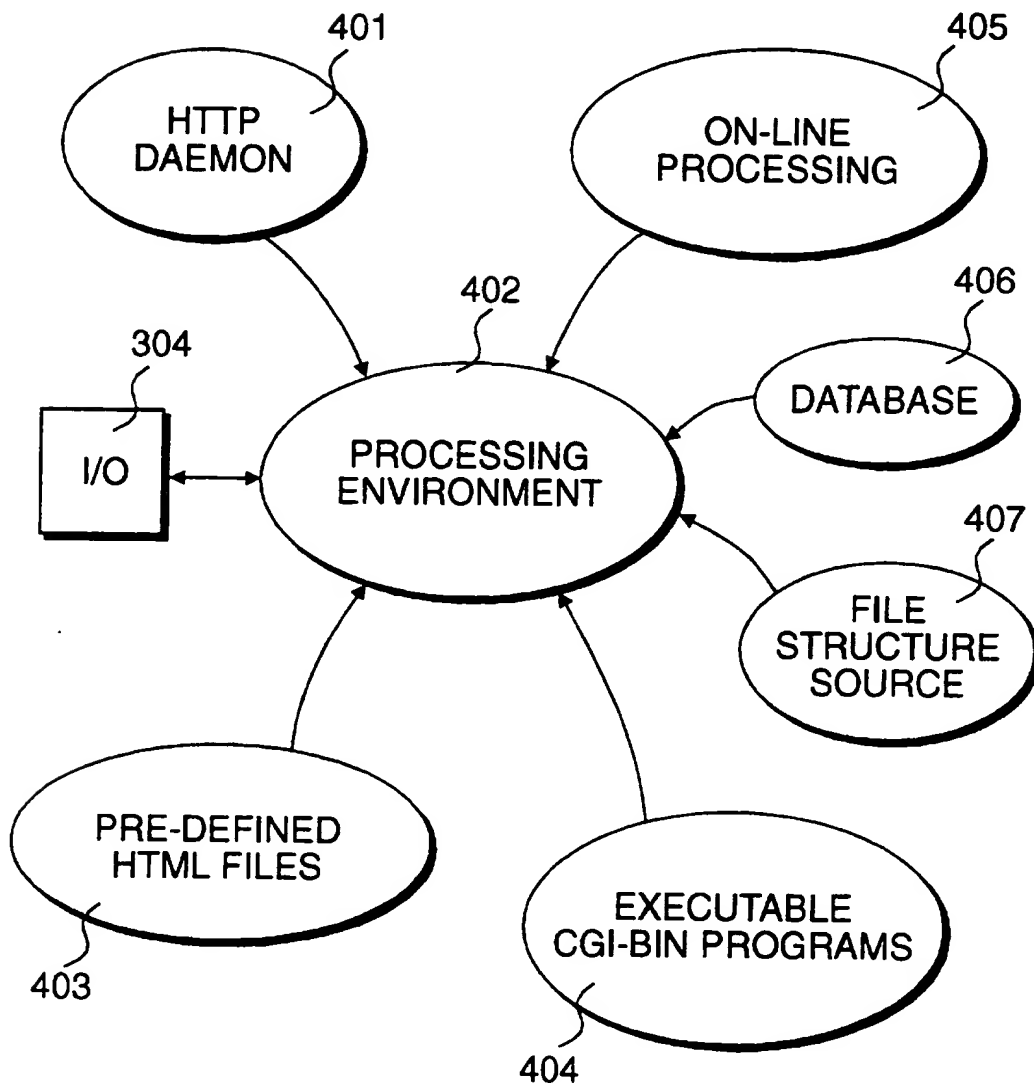 401
HTTP
DAEMON
405
ON-LINE
PROCESSING
402
PROCESSING
ENVIRONMENT
406
DATABASE
304
I/O
407
FILE
STRUCTURE
SOURCE
PRE-DEFINED
HTML FILES
403
EXECUTABLE
CGI-BIN PROGRAMS
404